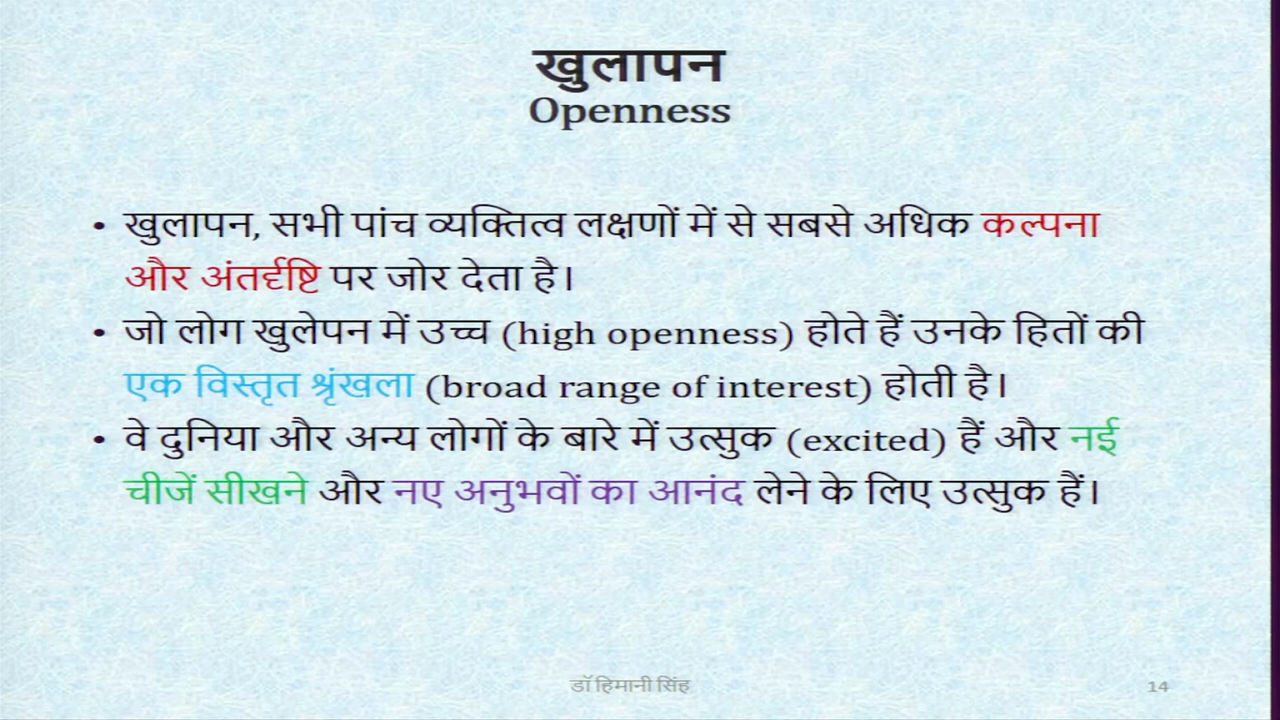 खुलापन
Openness
• खुलापन, सभी पांच व्यक्तित्व लक्षणों में से सबसे अधिक कल्पना
और अंतर्दृष्टि पर जोर देता है।
• जो लोग खुलेपन में उच्च (high openness) होते हैं उनके हितों की
एक विस्तृत श्रृंखला (broad range of interest) होती है।
• वे दुनिया और अन्य लोगों के बारे में उत्सुक (excited) हैं और नई
चीजें सीखने और नए अनुभवों का आनंद लेने के लिए उत्सुक हैं।
डॉ हिमानी सिंह
14